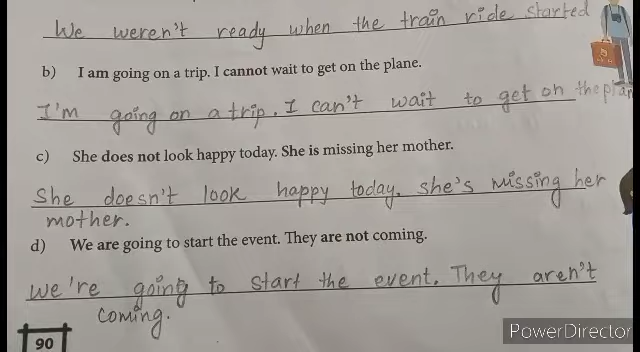 We weren't ready when the train ride started
b) I am going on a trip. I cannot wait to get on the plane.
I'm going on a trip. I can't wait to get on the plan
c) She does not look happy today. She is missing her mother.
She doesn't look happy today. she's missing her
mother.
d) We are going to start the event. They are not coming.
we're going to start the event. They aren't
coming.
90
PowerDirector